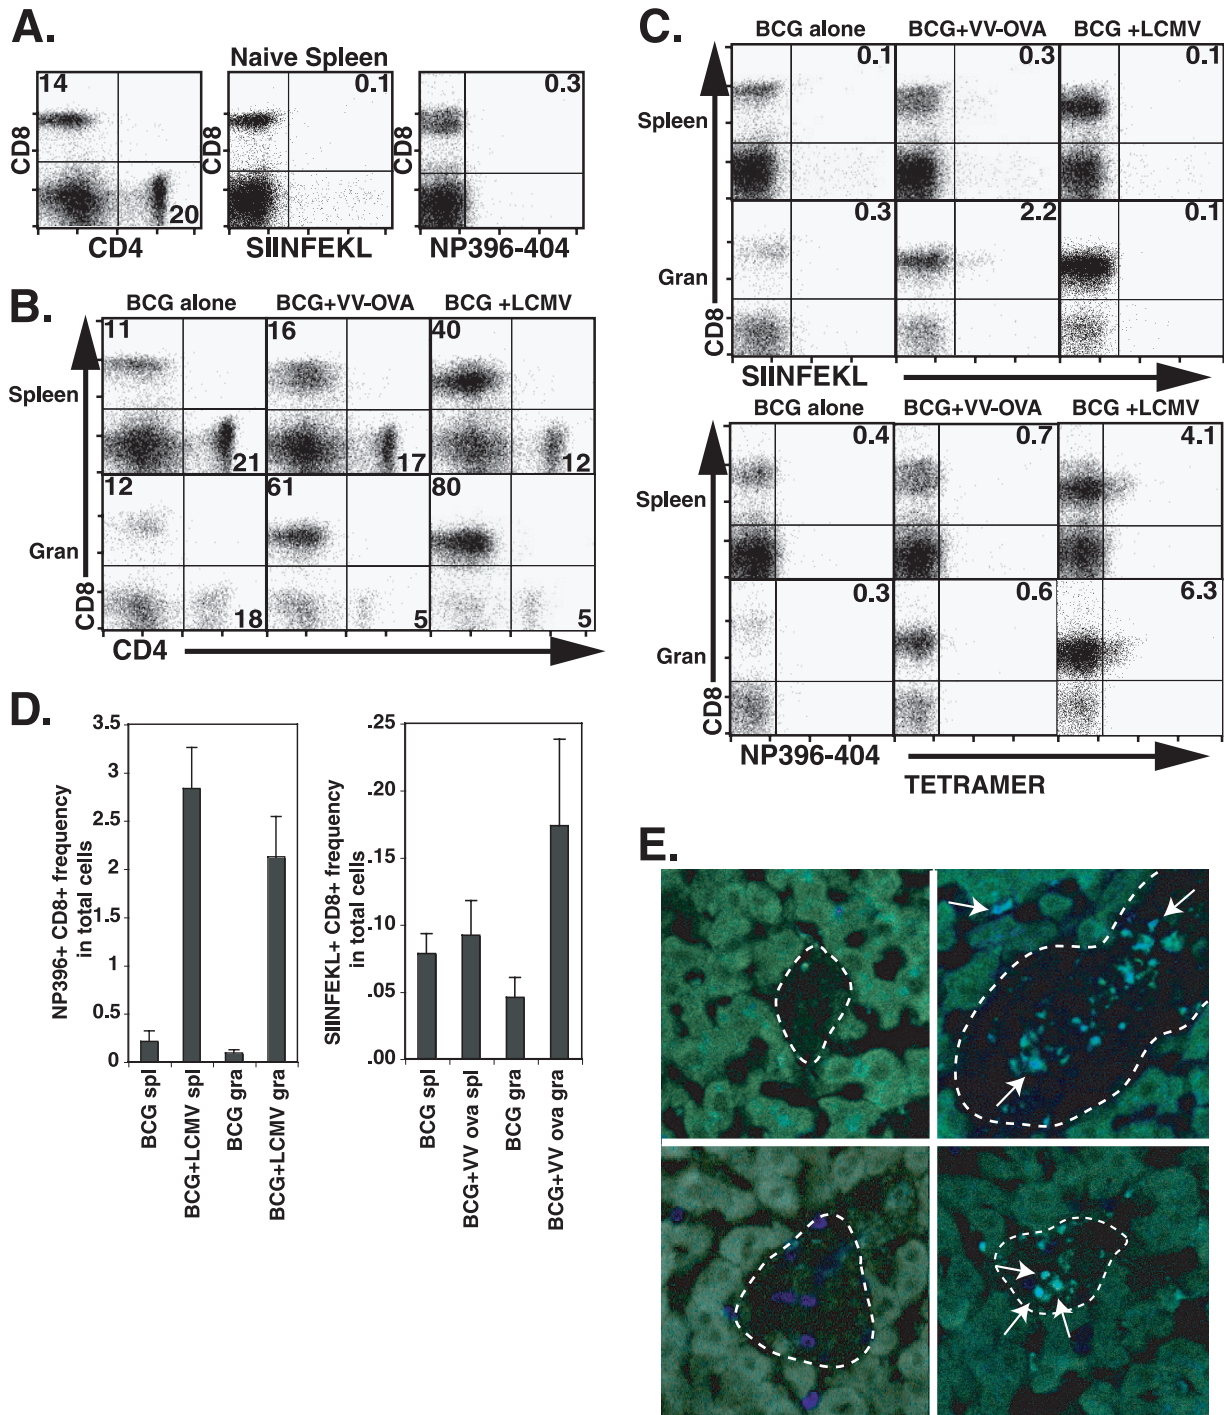 A.
Naive Spleen
14
20
CD8
CD4
0.1
CD8
SIINFEKL
0.3
CD8
NP396-404
B.
BCG alone
BCG+VV-OVA
BCG +LCMV
Spleen
11
21
16
17
40
12
Gran
12
18
61
5
80
5
CD8
CD4
C.
BCG alone
BCG+VV-OVA
BCG +LCMV
Spleen
0.1
0.3
0.1
Gran
0.3
2.2
0.1
CD8
SIINFEKL
BCG alone
BCG+VV-OVA
BCG +LCMV
Spleen
0.4
0.7
4.1
Gran
0.3
0.6
6.3
CD8
NP396-404
TETRAMER
D.
NP396+ CD8+ frequency
in total cells
3.5
3
2.5
2
1.5
1
0.5
0
BCG spl
BCG+LCMV spl
BCG gra
BCG+LCMV gra
SIINFEKL+ CD8+ frequency
in total cells
.25
.20
.15
.10
.05
.00
BCG spl
BCG+VV ova spl
BCG gra
BCG+VV ova gra
E.